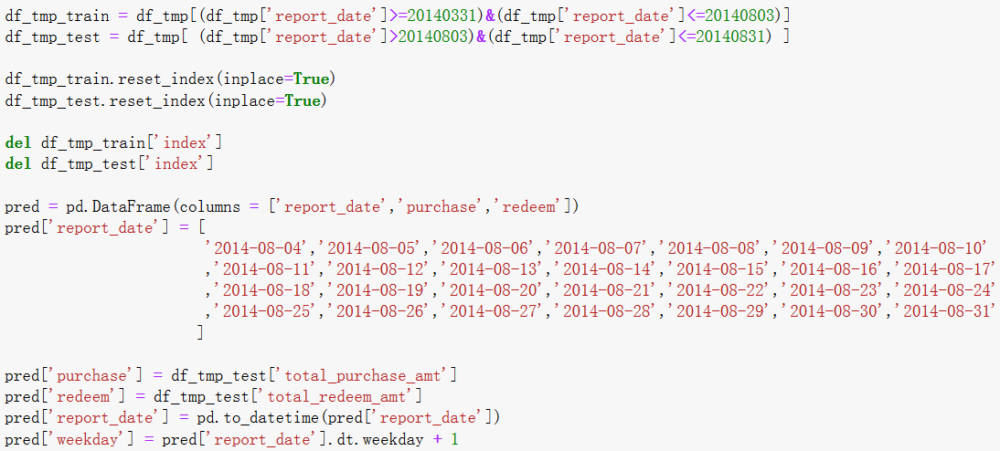 df_tmp_train = df_tmp[(df_tmp['report_date']>=20140331)&(df_tmp['report_date']<=20140803)]
df_tmp_test = df_tmp[ (df_tmp['report_date']>20140803)&(df_tmp['report_date']<=20140831) ]
df_tmp_train.reset_index(inplace=True)
df_tmp_test.reset_index(inplace=True)
del df_tmp_train['index']
del df_tmp_test['index']
pred = pd.DataFrame(columns = ['report_date','purchase','redeem'])
pred['report_date'] = [
'2014-08-04','2014-08-05','2014-08-06','2014-08-07','2014-08-08','2014-08-09','2014-08-10'
,'2014-08-11','2014-08-12','2014-08-13','2014-08-14','2014-08-15','2014-08-16','2014-08-17'
,'2014-08-18','2014-08-19','2014-08-20','2014-08-21','2014-08-22','2014-08-23','2014-08-24'
,'2014-08-25','2014-08-26','2014-08-27','2014-08-28','2014-08-29','2014-08-30','2014-08-31'
]
pred['purchase'] = df_tmp_test['total_purchase_amt']
pred['redeem'] = df_tmp_test['total_redeem_amt']
pred['report_date'] = pd.to_datetime(pred['report_date'])
pred['weekday'] = pred['report_date'].dt.weekday + 1